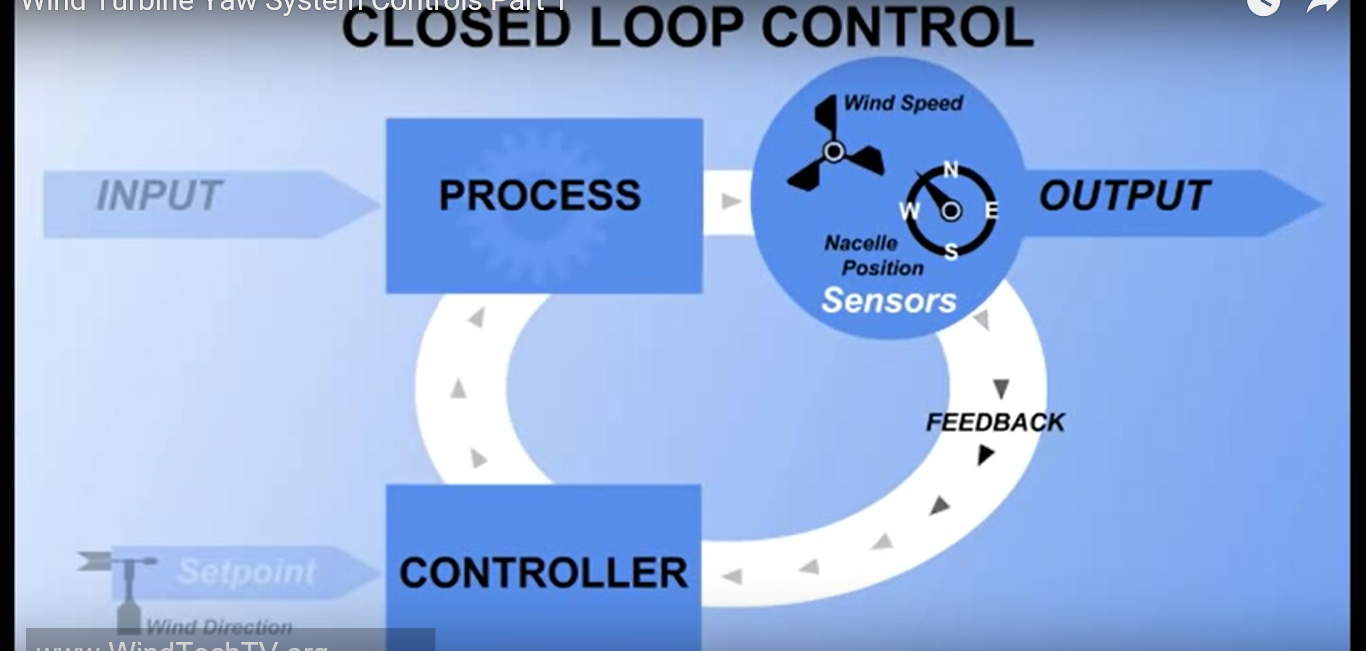 Wind Turbine Yaw System Controls Part 1
CLOSED LOOP CONTROL
Wind Speed
INPUT
PROCESS
N
W
E
S
OUTPUT
Nacelle
Position
Sensors
FEEDBACK
Setpoint
CONTROLLER
Wind Direction
www.WindTechTV.org